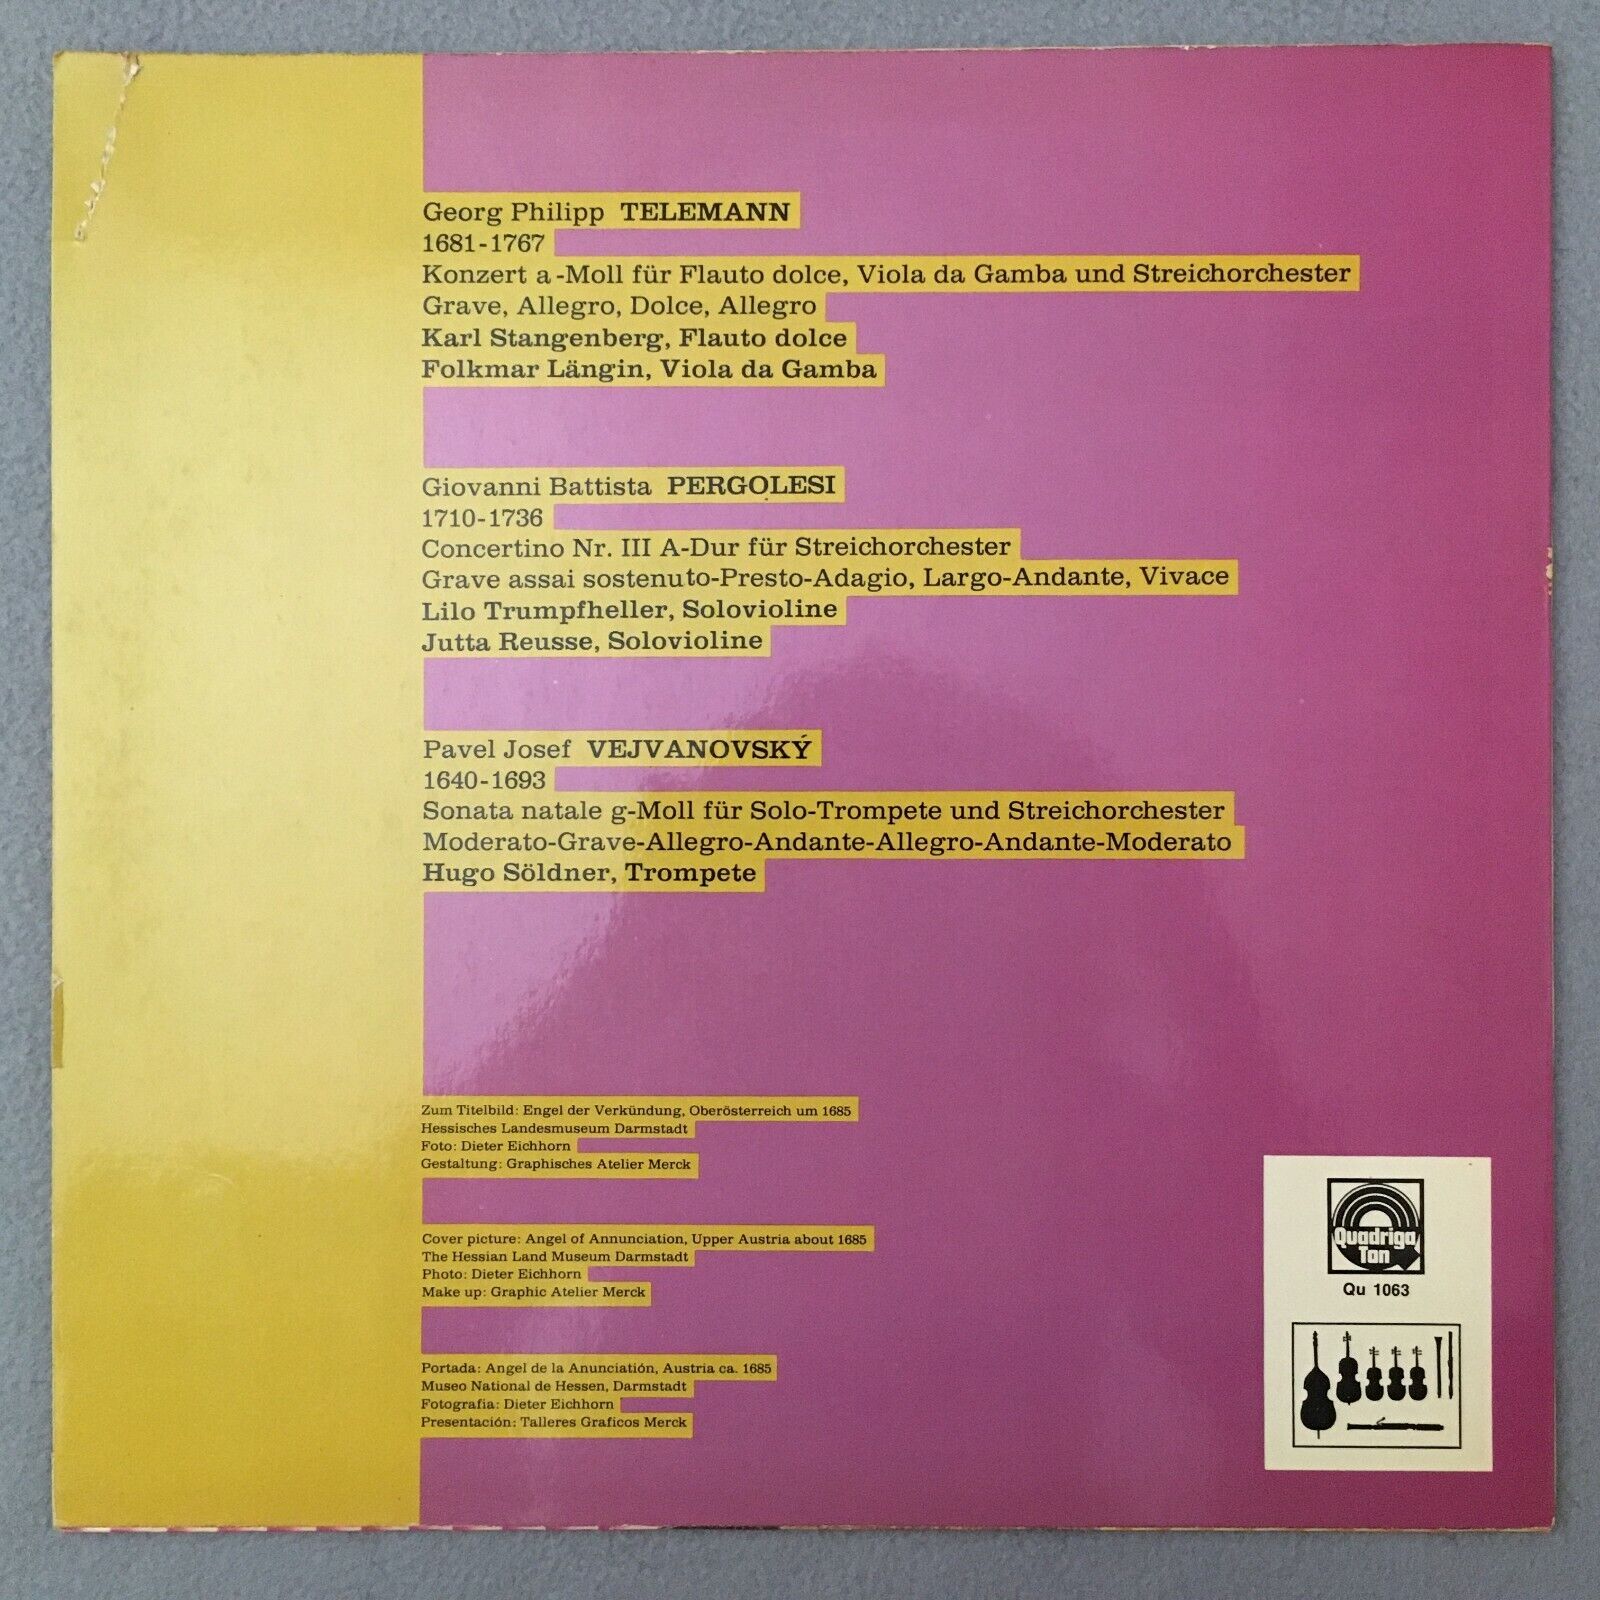 Georg Philipp TELEMANN
1681-1767
Konzert a-Moll für Flauto dolce, Viola da Gamba und Streichorchester
Grave, Allegro, Dolce, Allegro
Karl Stangenberg, Flauto dolce
Folkmar Längin, Viola da Gamba
Giovanni Battista PERGOLESI
1710-1736
Concertino Nr. III A-Dur für Streichorchester
Grave assai sostenuto-Presto-Adagio, Largo-Andante, Vivace
Lilo Trumpfheller, Solovioline
Jutta Reusse, Solovioline
Pavel Josef VEJVANOVSKÝ
1640-1693
Sonata natale g-Moll für Solo-Trompete und Streichorchester
Moderato-Grave-Allegro-Andante-Allegro-Andante-Moderato
Hugo Söldner, Trompete
Zum Titelbild: Engel der Verkündung, Oberösterreich um 1685
Hessisches Landesmuseum Darmstadt
Foto: Dieter Eichhorn
Gestaltung: Graphisches Atelier Merck
Cover picture: Angel of Annunciation, Upper Austria about 1685
The Hessian Land Museum Darmstadt
Photo: Dieter Eichhorn
Make up: Graphic Atelier Merck
Portada: Angel de la Anunciatión, Austria ca. 1685
Museo National de Hessen, Darmstadt
Fotografia: Dieter Eichhorn
Presentación: Talleres Graficos Merck
Quadriga
Ton
Qu 1063